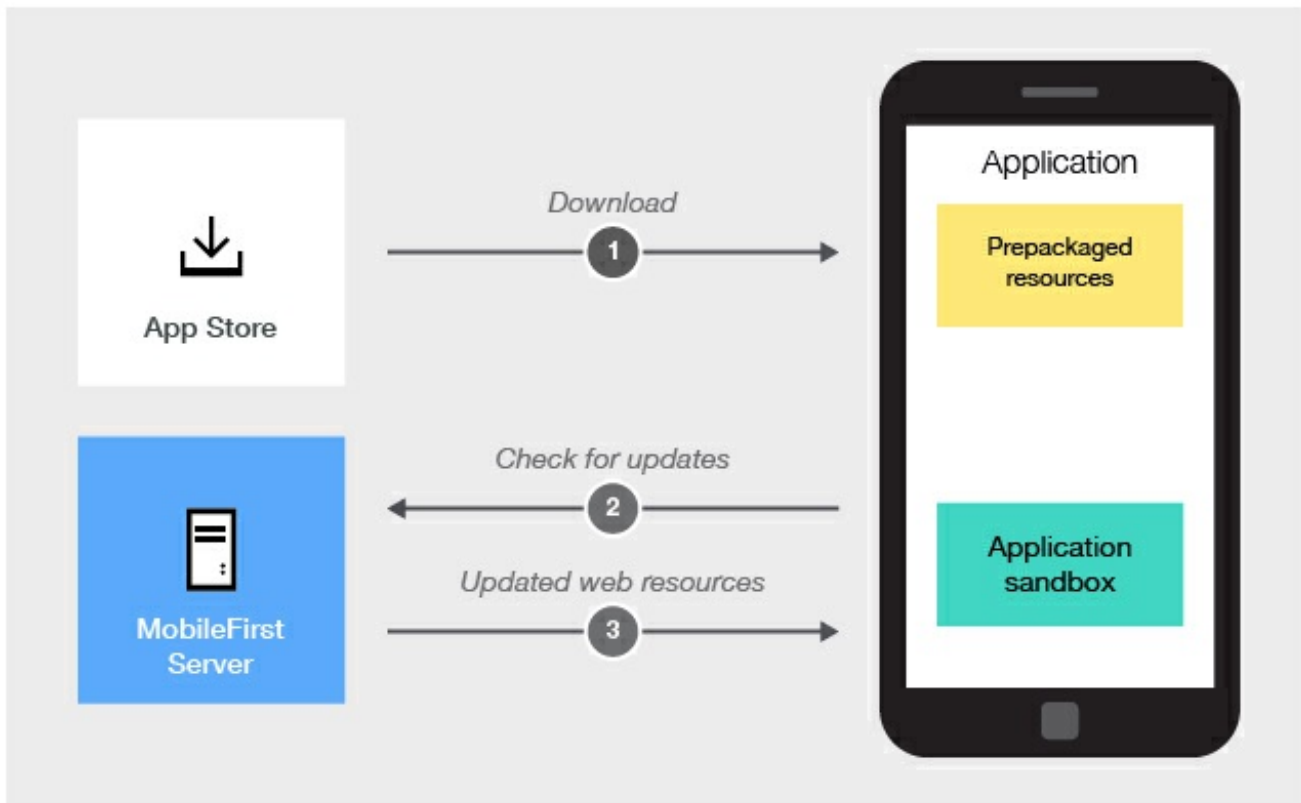 Application
Download
1
Prepackaged
resources
App Store
Check for updates
2
Application
sandbox
Updated web resources
3
MobileFirst
Server